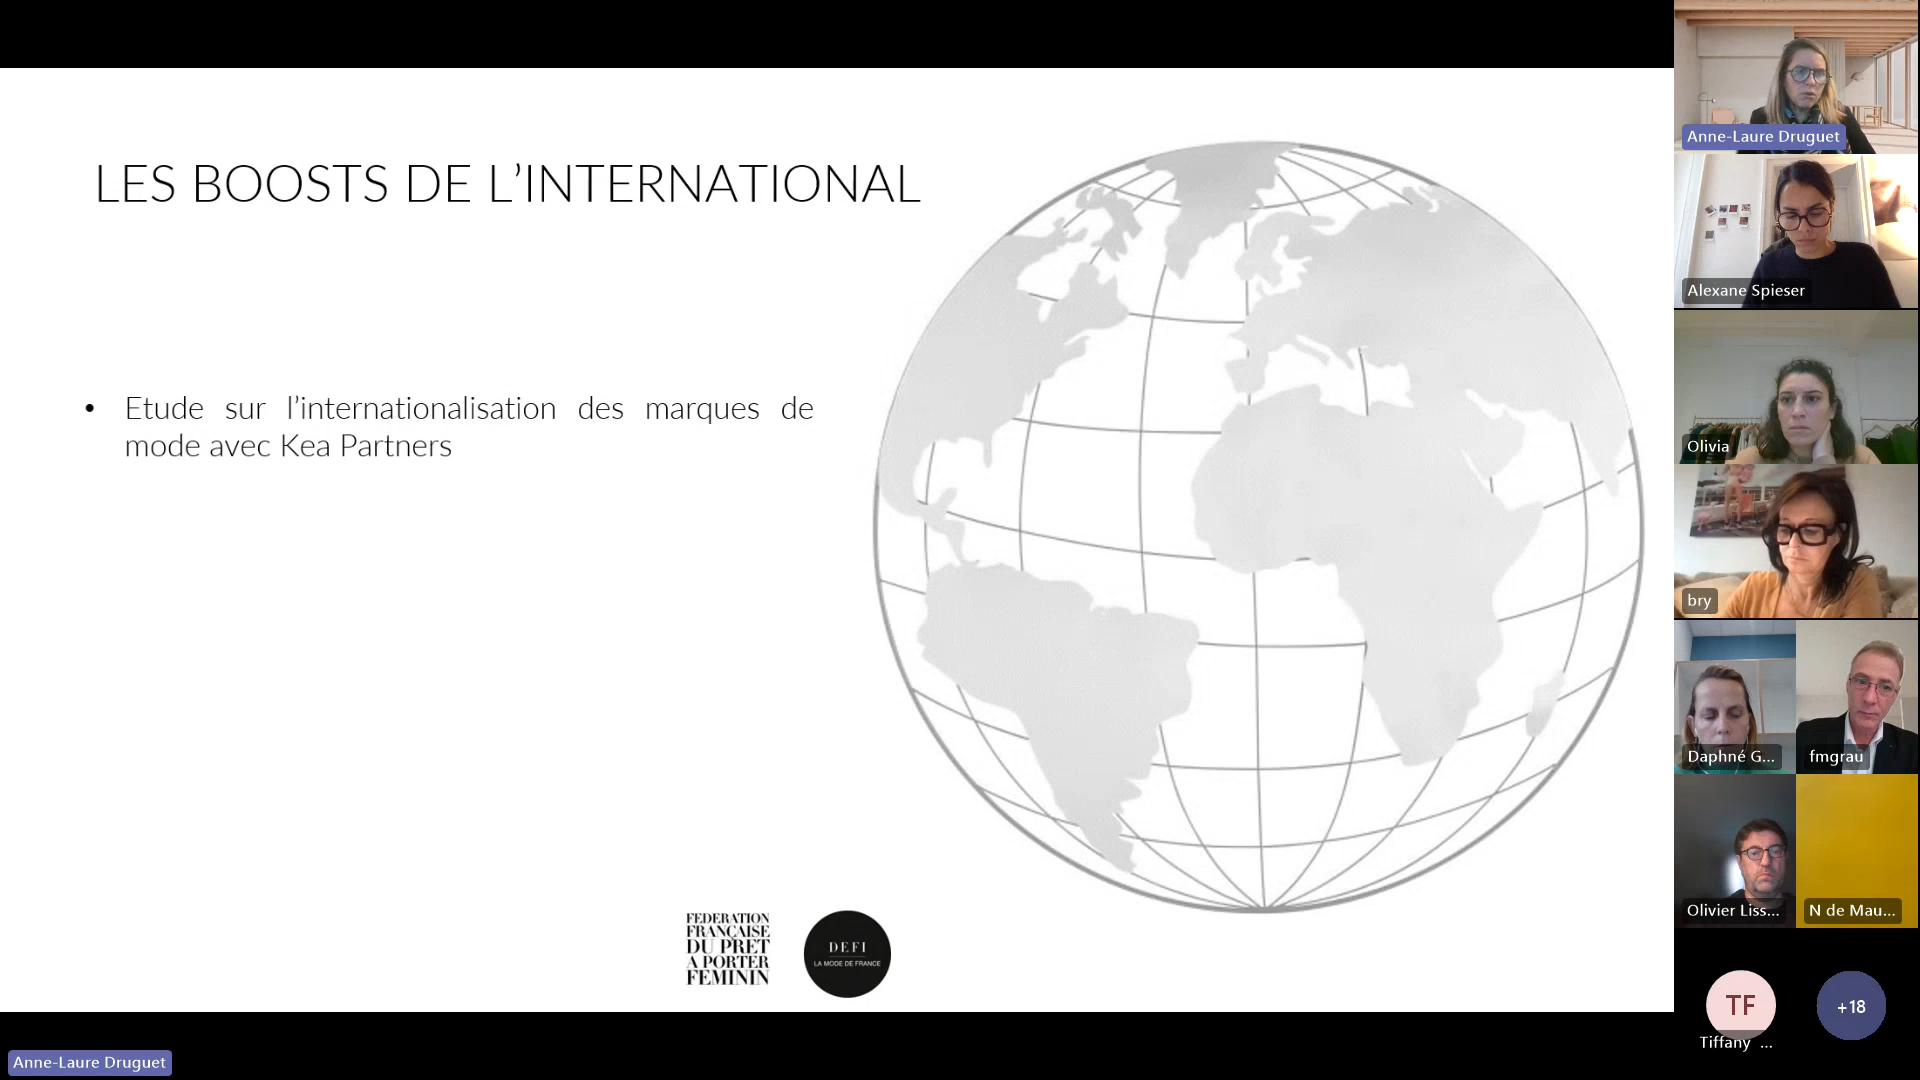 LES BOOSTS DE L’INTERNATIONAL
• Etude sur l’internationalisation des marques de
mode avec Kea Partners
FEDERATION
FRANÇAISE
DU PRET
A PORTER
FEMININ
DEFI
LA MODE DE FRANCE
Anne-Laure Druguet
Alexane Spieser
Olivia
bry
Daphné G...
fmgrau
Olivier Liss...
N de Mau...
TF
Tiffany ...
+18
Anne-Laure Druguet